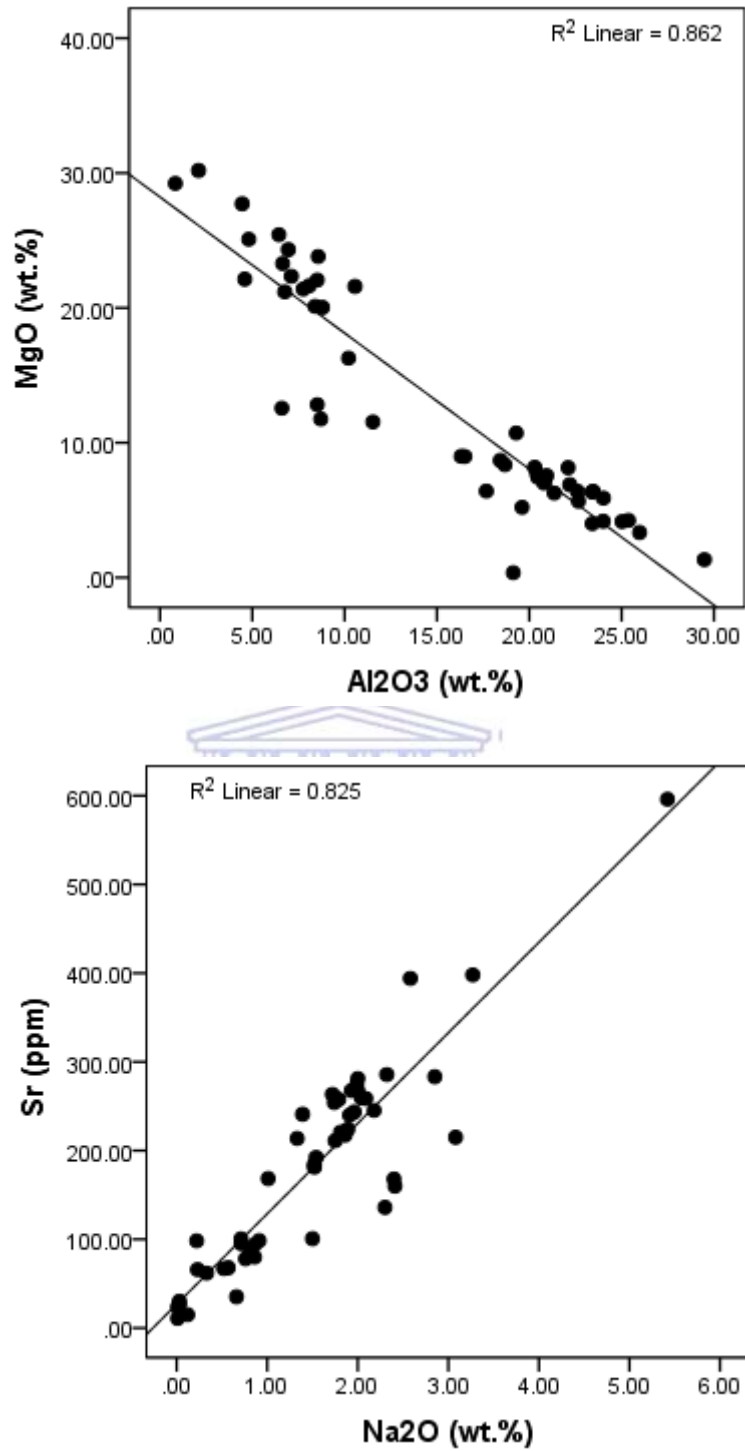 R2 Linear = 0.862
40.00
30.00
20.00
10.00
.00
MgO (wt.%)
.00 5.00 10.00 15.00 20.00 25.00 30.00
Al2O3 (wt.%)
R2 Linear = 0.825
600.00
500.00
400.00
300.00
200.00
100.00
.00
Sr (ppm)
.00 1.00 2.00 3.00 4.00 5.00 6.00
Na2O (wt.%)